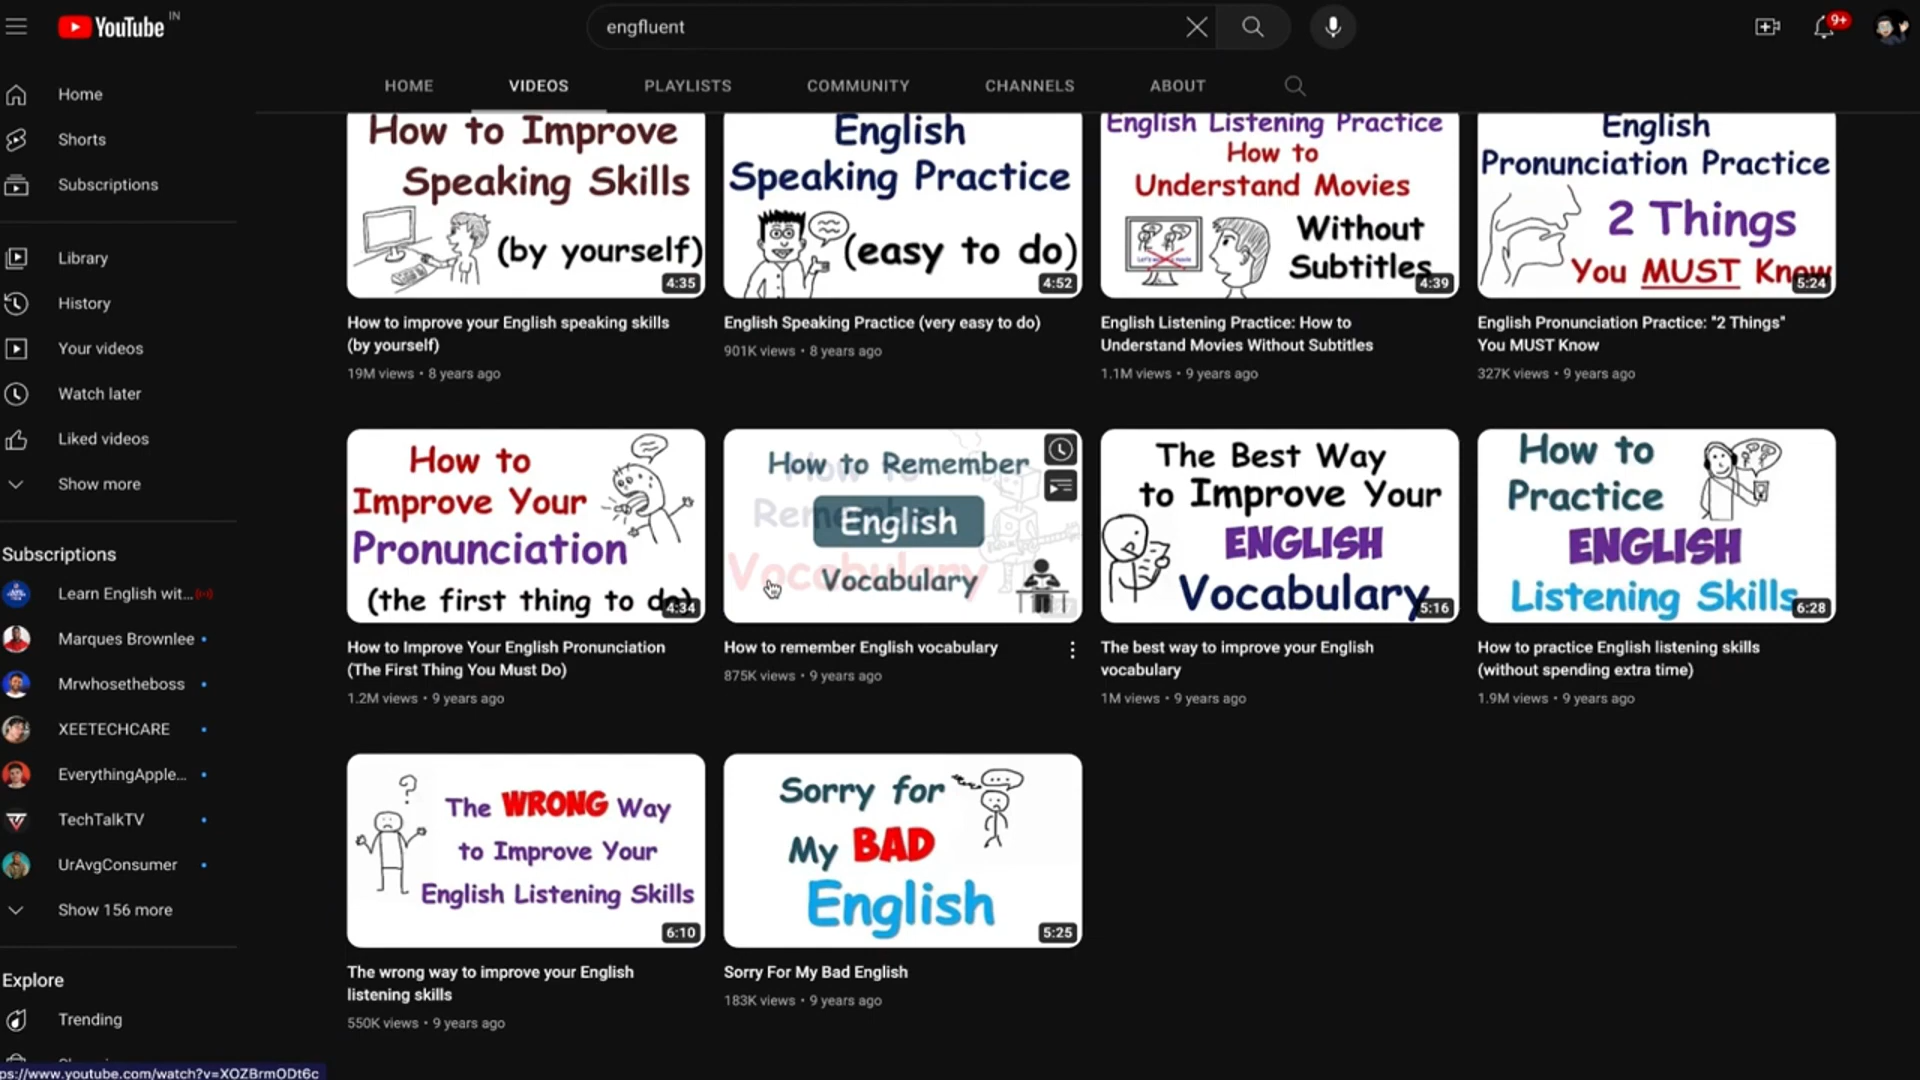 YouTube IN
engfluent
9+
HOME
VIDEOS
PLAYLISTS
COMMUNITY
CHANNELS
ABOUT
Home
Shorts
Subscriptions
Library
History
Your videos
Watch later
Liked videos
Show more
Subscriptions
Learn English wit...
Marques Brownlee
Mrwhosetheboss
XEETECHCARE
EverythingApple...
TechTalkTV
UrAvgConsumer
Show 156 more
Explore
Trending
ps://www.youtube.com/watch?v=XOZBrmODt6c
How to Improve
Speaking Skills
(by yourself)
4:35
How to improve your English speaking skills
(by yourself)
19M views • 8 years ago
English
Speaking Practice
(easy to do)
4:52
English Speaking Practice (very easy to do)
901K views • 8 years ago
English Listening Practice
How to
Understand Movies
Without
Subtitles
4:39
English Listening Practice: How to
Understand Movies Without Subtitles
1.1M views • 9 years ago
English
Pronunciation Practice
2 Things
You MUST Know
5:24
English Pronunciation Practice: "2 Things"
You MUST Know
327K views • 9 years ago
How to
Improve Your
Pronunciation
(the first thing to do)
4:34
How to Improve Your English Pronunciation
(The First Thing You Must Do)
1.2M views • 9 years ago
How to Remember
English
Vocabulary
How to remember English vocabulary
875K views • 9 years ago
The Best Way
to Improve Your
ENGLISH
Vocabulary
5:16
The best way to improve your English
vocabulary
1M views • 9 years ago
How to
Practice
ENGLISH
Listening Skills
6:28
How to practice English listening skills
(without spending extra time)
1.9M views • 9 years ago
The WRONG Way
to Improve Your
English Listening Skills
6:10
The wrong way to improve your English
listening skills
550K views • 9 years ago
Sorry for
My BAD
English
5:25
Sorry For My Bad English
183K views • 9 years ago